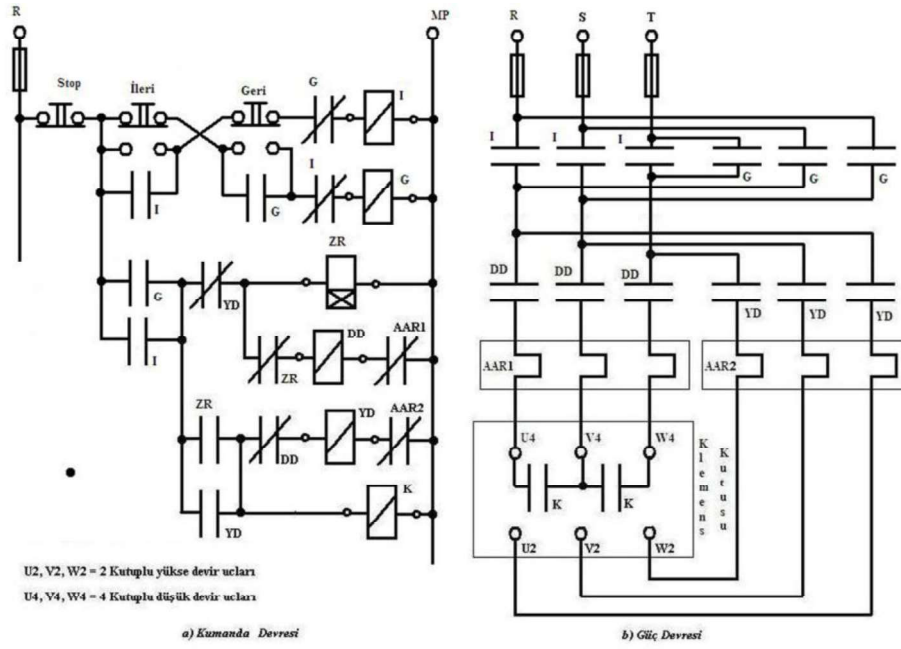 R
MP
Stop
İleri
Geri
G
I
I
G
I
G
ZR
G
YD
I
DD
AAR1
ZR
ZR
YD
AAR2
DD
K
YD
U2, V2, W2 = 2 Kutuplu yükse devir ucları
U4, V4, W4 = 4 Kutuplu düşük devir ucları
a) Kumanda Devresi
R S T
I I I
G G G
DD DD DD
YD YD YD
AAR1 AAR2
U4 V4 W4
K K
Klemens
Kutusu
U2 V2 W2
b) Güç Devresi